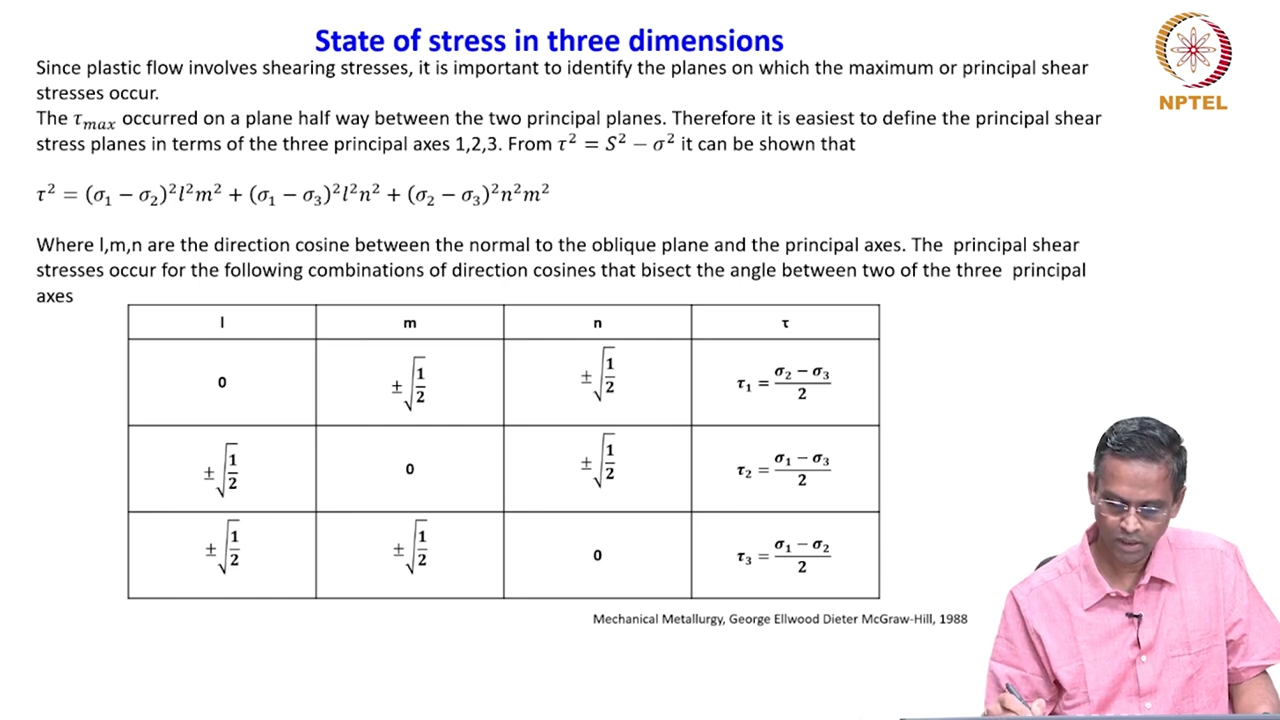 State of stress in three dimensions
NPTEL
Since plastic flow involves shearing stresses, it is important to identify the planes on which the maximum or principal shear
stresses occur.
The τ_max occurred on a plane half way between the two principal planes. Therefore it is easiest to define the principal shear
stress planes in terms of the three principal axes 1,2,3. From τ² = S² − σ² it can be shown that
τ² = (σ₁ − σ₂)²l²m² + (σ₁ − σ₃)²l²n² + (σ₂ − σ₃)²n²m²
Where l,m,n are the direction cosine between the normal to the oblique plane and the principal axes. The principal shear
stresses occur for the following combinations of direction cosines that bisect the angle between two of the three principal
axes
l m n τ
0 ±√(1/2) ±√(1/2) τ₁ = (σ₂ − σ₃)/2
±√(1/2) 0 ±√(1/2) τ₂ = (σ₁ − σ₃)/2
±√(1/2) ±√(1/2) 0 τ₃ = (σ₁ − σ₂)/2
Mechanical Metallurgy, George Ellwood Dieter McGraw-Hill, 1988